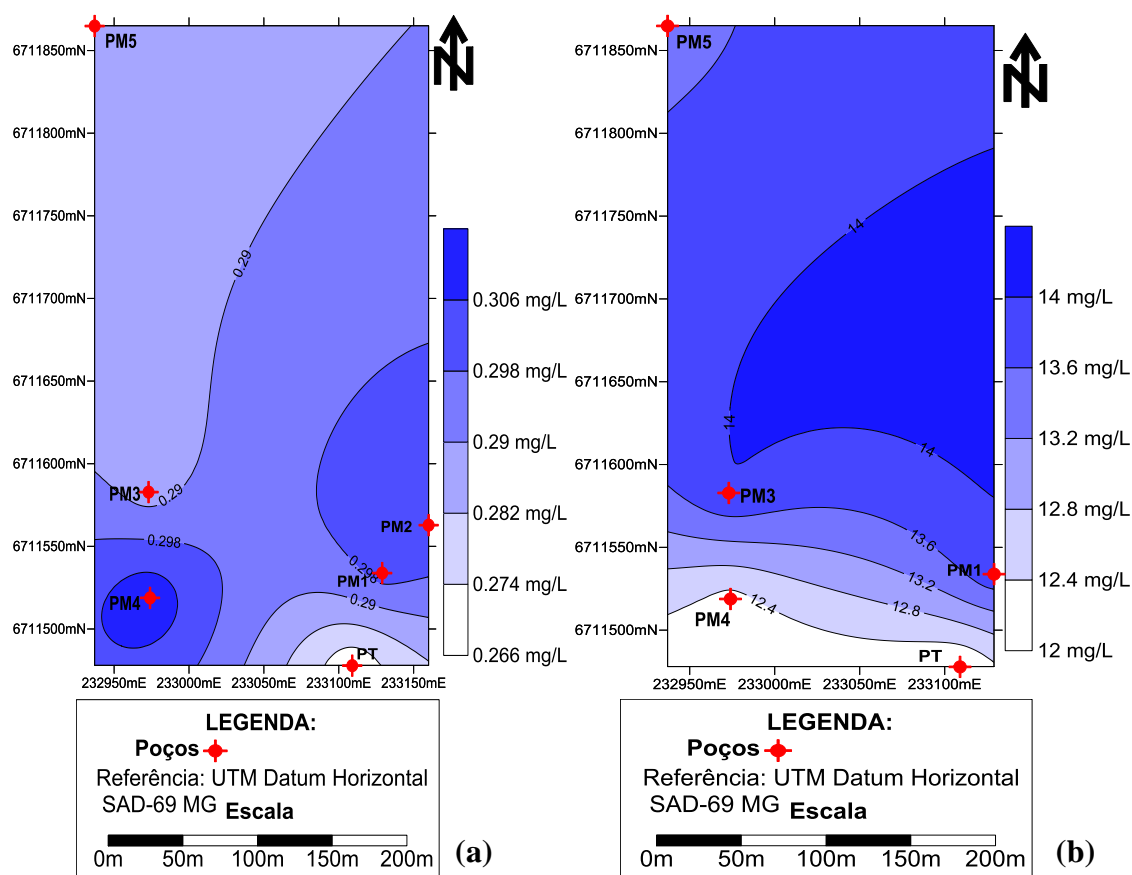 N
6711850mN
6711800mN
6711750mN
6711700mN
6711650mN
6711600mN
6711550mN
6711500mN
PM5
0.29
PM3
0.29
0.298
PM2
0.298
PM1
PM4
0.29
PT
232950mE 233000mE 233050mE 233100mE 233150mE
0.306 mg/L
0.298 mg/L
0.29 mg/L
0.282 mg/L
0.274 mg/L
0.266 mg/L
LEGENDA:
Poços
Referência: UTM Datum Horizontal
SAD-69 MG Escala
0m 50m 100m 150m 200m
(a)
N
6711850mN
6711800mN
6711750mN
6711700mN
6711650mN
6711600mN
6711550mN
6711500mN
PM5
14
14
14
PM3
13.6
PM1
13.2
12.8
12.4
PM4
PT
232950mE 233000mE 233050mE 233100mE
14 mg/L
13.6 mg/L
13.2 mg/L
12.8 mg/L
12.4 mg/L
12 mg/L
LEGENDA:
Poços
Referência: UTM Datum Horizontal
SAD-69 MG Escala
0m 50m 100m 150m 200m
(b)